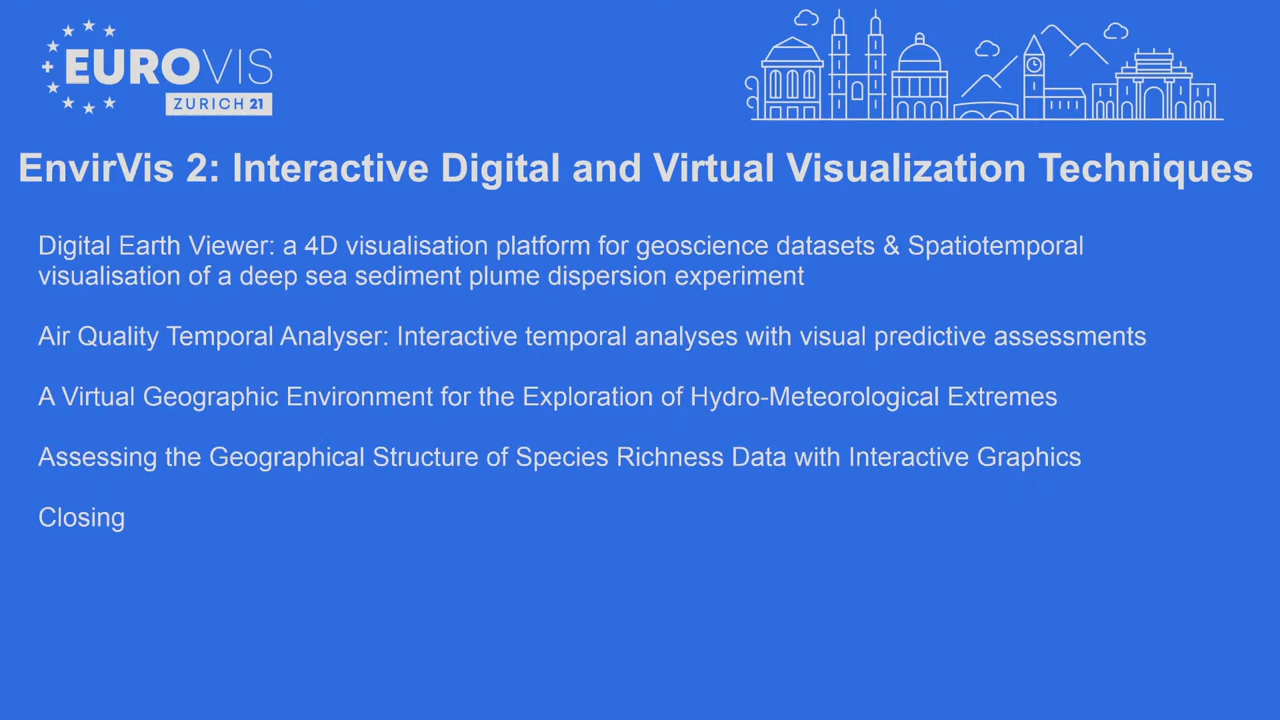 EUROVIS
ZURICH 21
EnvirVis 2: Interactive Digital and Virtual Visualization Techniques
Digital Earth Viewer: a 4D visualisation platform for geoscience datasets & Spatiotemporal
visualisation of a deep sea sediment plume dispersion experiment
Air Quality Temporal Analyser: Interactive temporal analyses with visual predictive assessments
A Virtual Geographic Environment for the Exploration of Hydro-Meteorological Extremes
Assessing the Geographical Structure of Species Richness Data with Interactive Graphics
Closing